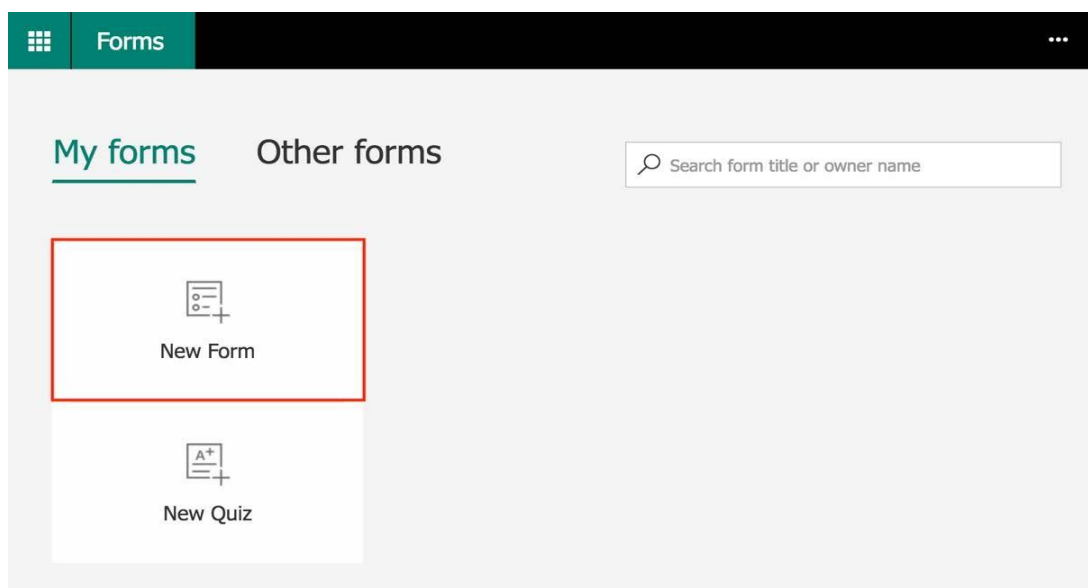 Forms
My forms
Other forms
Search form title or owner name
New Form
A+
New Quiz